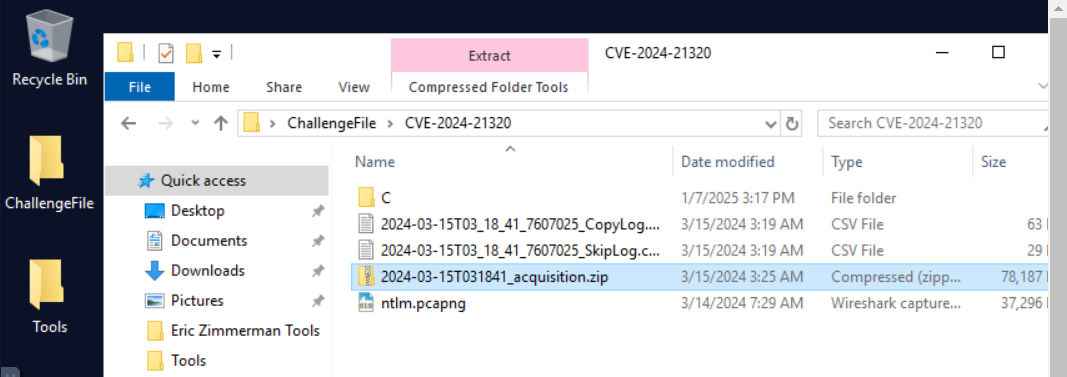 Recycle Bin
ChallengeFile
Tools
Extract
CVE-2024-21320
File Home Share View Compressed Folder Tools
ChallengeFile > CVE-2024-21320
Search CVE-2024-21320
Name Date modified Type Size
Quick access
Desktop
Documents
Downloads
Pictures
Eric Zimmerman Tools
Tools
C 1/7/2025 3:17 PM File folder
2024-03-15T03_18_41_7607025_CopyLog.... 3/15/2024 3:19 AM CSV File 63
2024-03-15T03_18_41_7607025_SkipLog.c... 3/15/2024 3:19 AM CSV File 29
2024-03-15T031841_acquisition.zip 3/15/2024 3:25 AM Compressed (zipp... 78,187
ntlm.pcapng 3/14/2024 7:29 AM Wireshark capture... 37,296